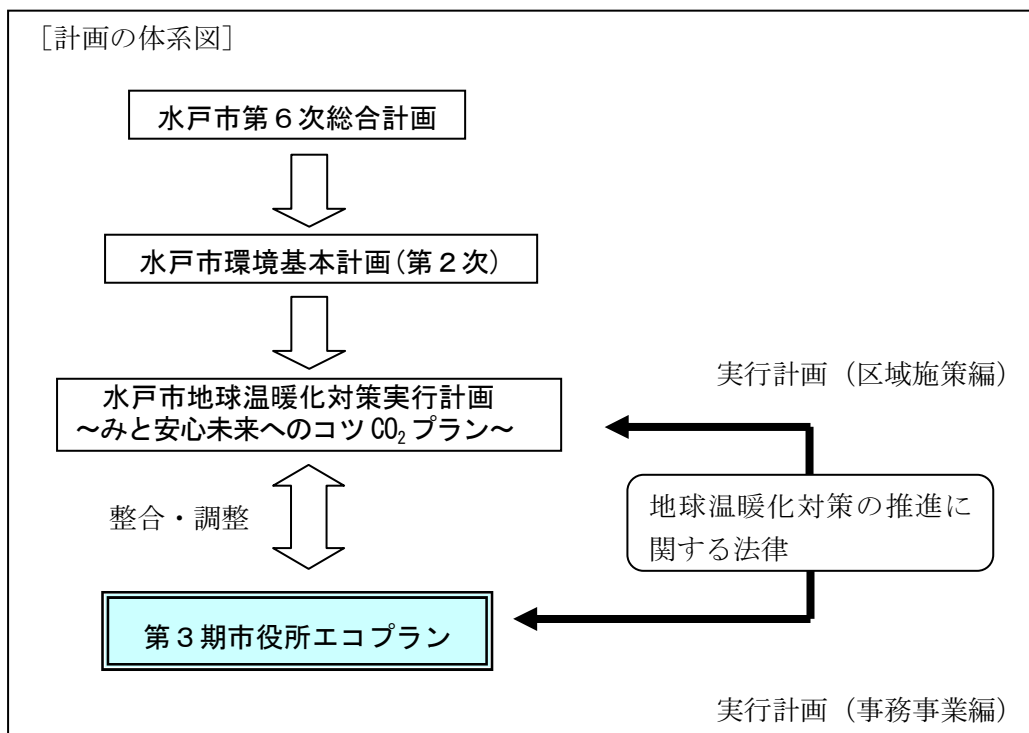 ［計画の体系図］
水戸市第６次総合計画
水戸市環境基本計画（第２次）
実行計画（区域施策編）
水戸市地球温暖化対策実行計画
～みと安心未来へのコツCO₂プラン～
整合・調整
地球温暖化対策の推進に
関する法律
第３期市役所エコプラン
実行計画（事務事業編）